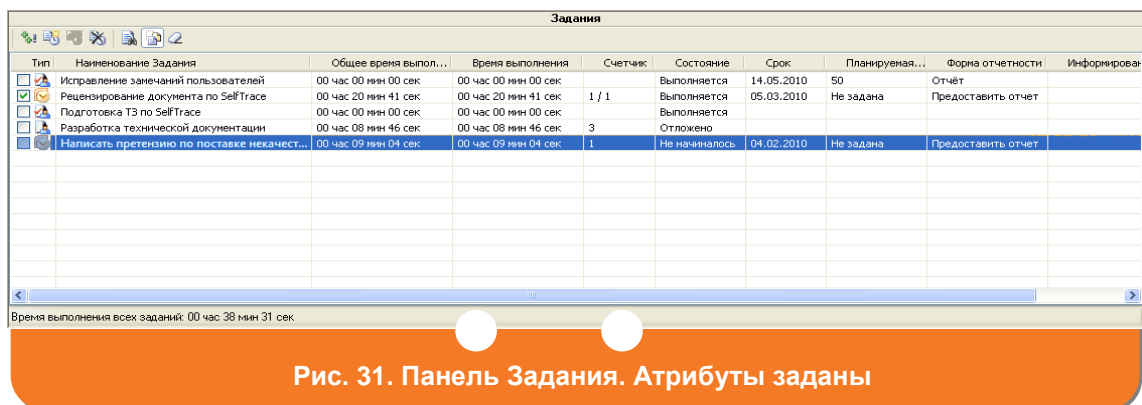 Задания
Тип Наименование Задания Общее время выпол... Время выполнения Счетчик Состояние Срок Планируемая... Форма отчетности Информирован
Исправление замечаний пользователей 00 час 00 мин 00 сек 00 час 00 мин 00 сек Выполняется 14.05.2010 50 Отчёт
Рецензирование документа по SelfTrace 00 час 20 мин 41 сек 00 час 20 мин 41 сек 1 / 1 Выполняется 05.03.2010 Не задана Предоставить отчет
Подготовка ТЗ по SelfTrace 00 час 00 мин 00 сек 00 час 00 мин 00 сек Выполняется
Разработка технической документации 00 час 08 мин 46 сек 00 час 08 мин 46 сек 3 Отложено
Написать претензию по поставке некачест... 00 час 09 мин 04 сек 00 час 09 мин 04 сек 1 Не начиналось 04.02.2010 Не задана Предоставить отчет
Время выполнения всех заданий: 00 час 38 мин 31 сек
Рис. 31. Панель Задания. Атрибуты заданы